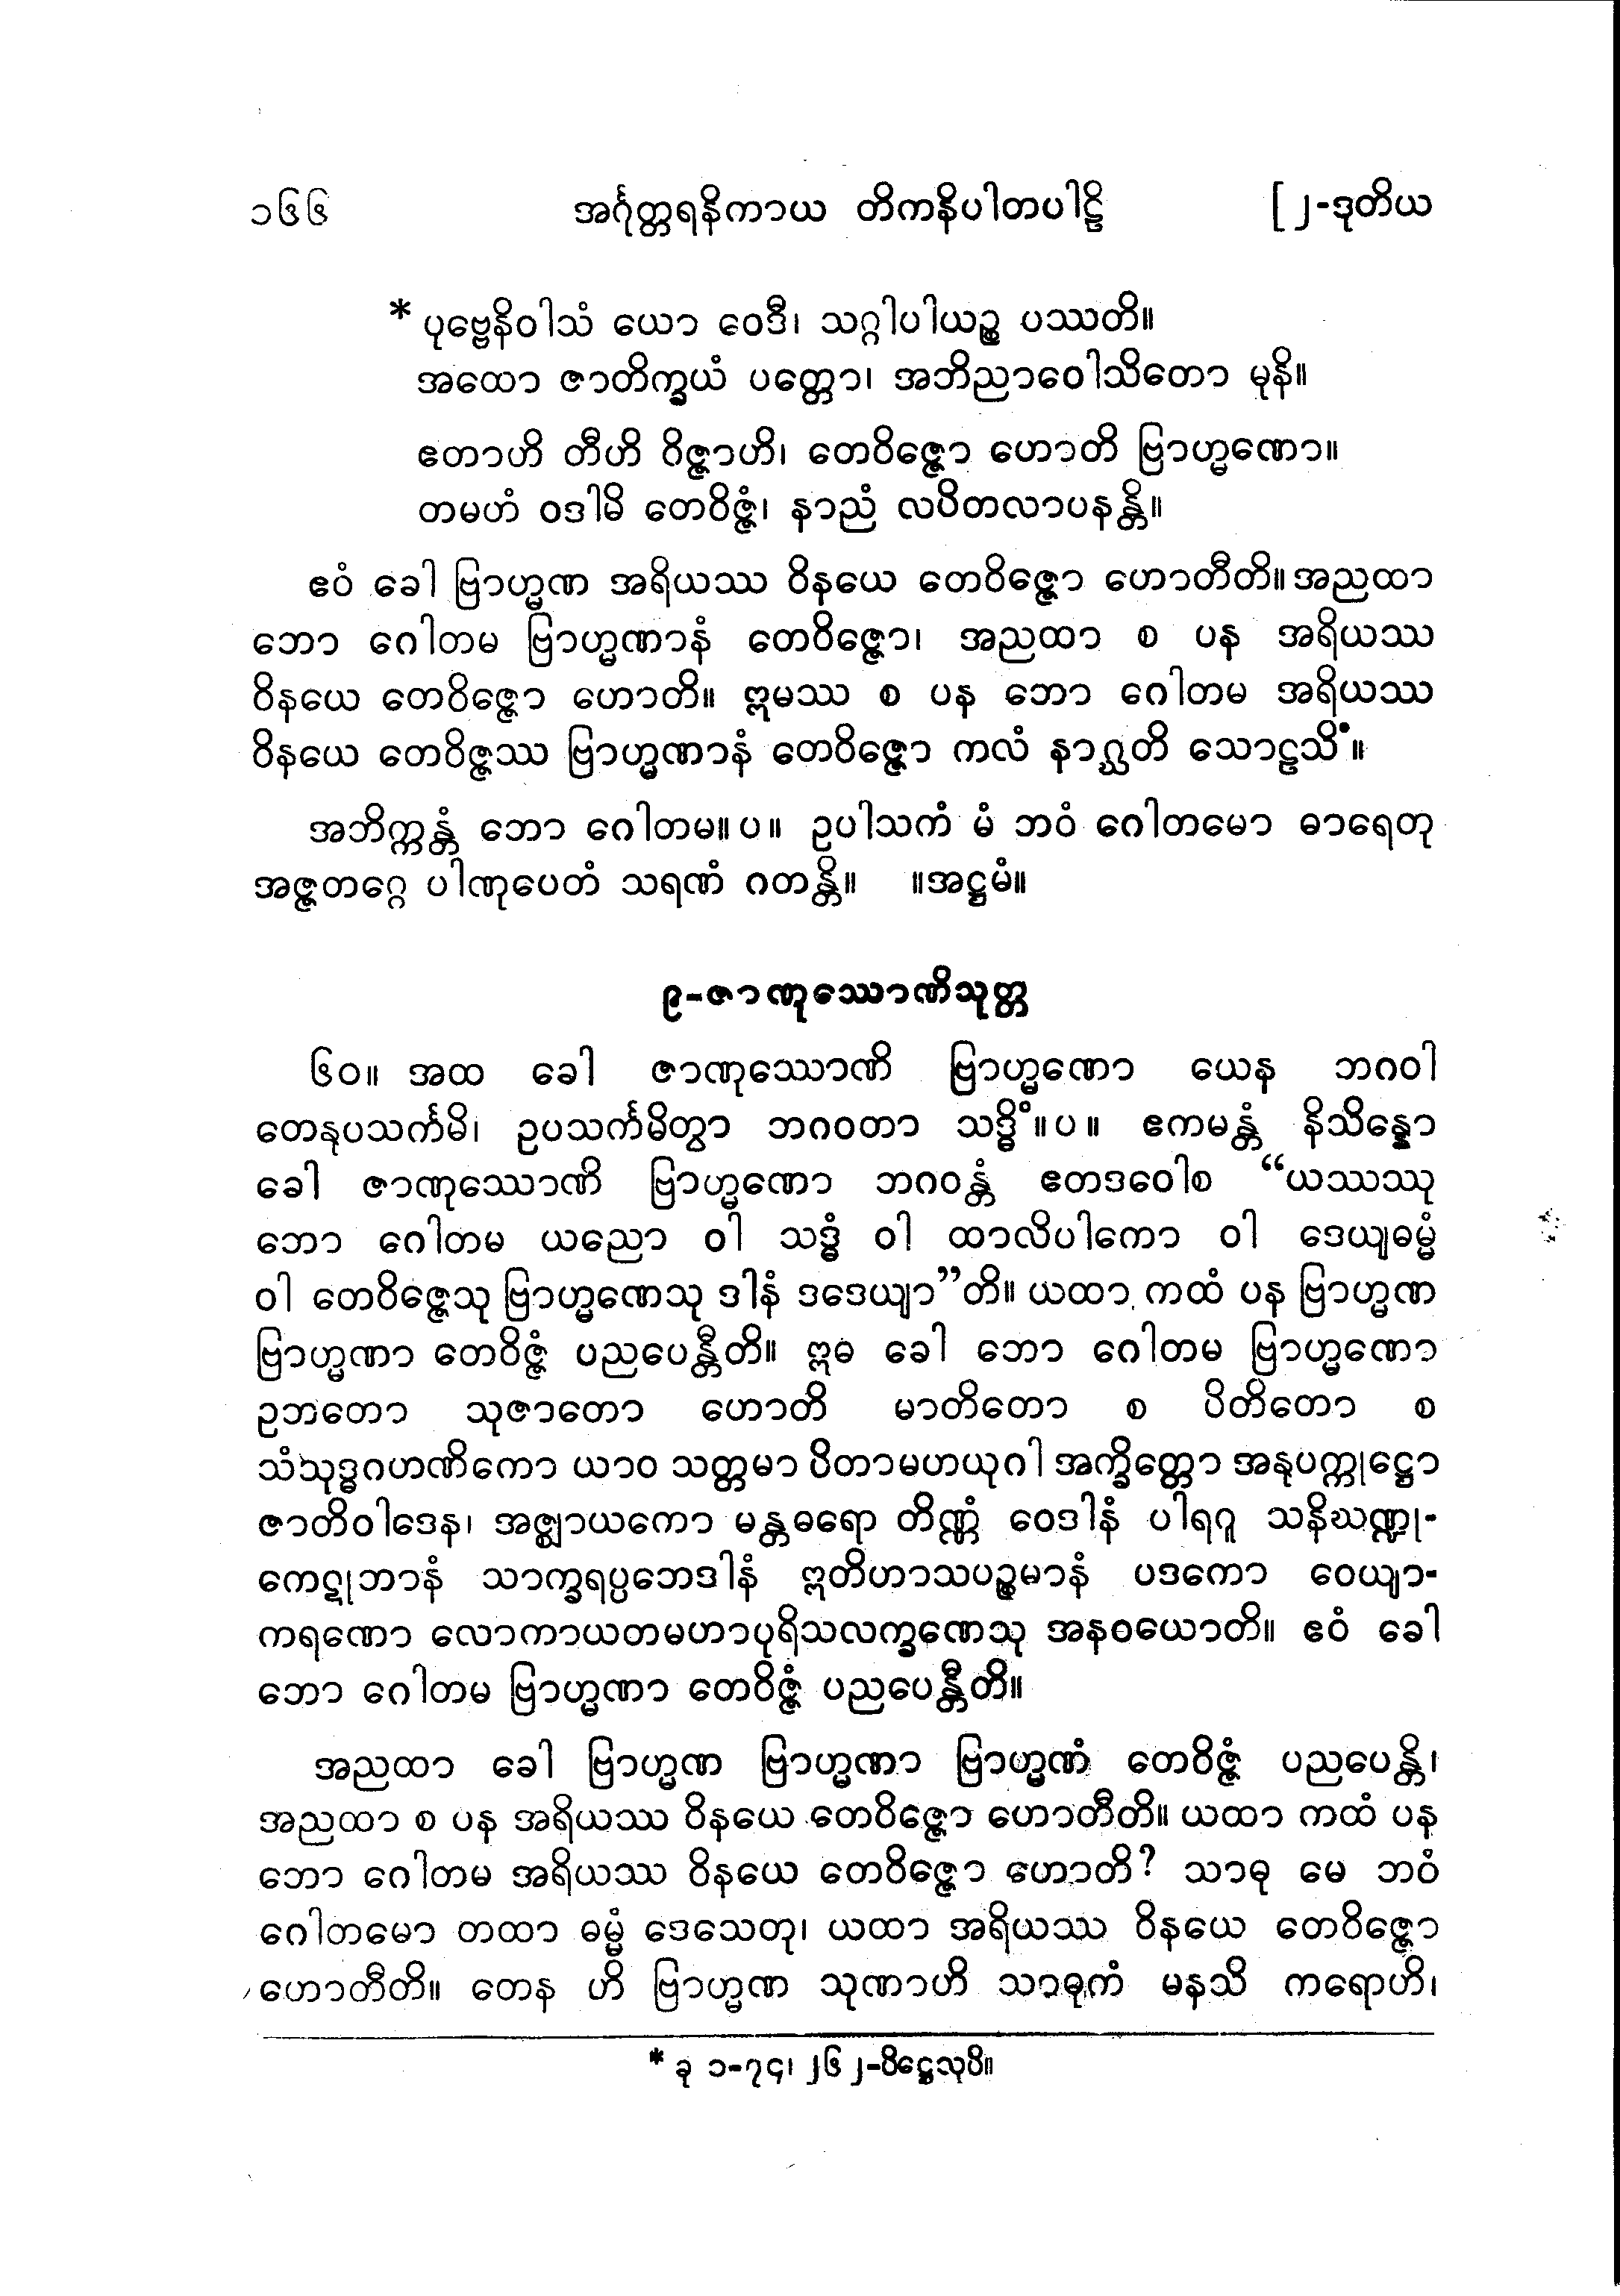 ၁၆၆ အင်္ဂုတ္တရနိကာယ တိကနိပါတပါဠိ [၂-ဒုတိယ
* ပုဗ္ဗေနိဝါသံ ယော ဝေဒီ၊ သဂ္ဂါပါယဉ္စ ပဿတိ။
အထော ဇာတိက္ခယံ ပတ္တော၊ အဘိညာဝေါသိတော မုနိ။
ဧတာဟိ တီဟိ ဝိဇ္ဇာဟိ၊ တေဝိဇ္ဇော ဟောတိ ဗြာဟ္မဏော။
တမဟံ ဝဒါမိ တေဝိဇ္ဇံ၊ နာညံ လပိတလာပနန္တိ။
ဧဝံ ခေါ ဗြာဟ္မဏ အရိယဿ ဝိနယေ တေဝိဇ္ဇော ဟောတီတိ။ အညထာ
ဘော ဂေါတမ ဗြာဟ္မဏာနံ တေဝိဇ္ဇော၊ အညထာ စ ပန အရိယဿ
ဝိနယေ တေဝိဇ္ဇော ဟောတိ။ ဣမဿ စ ပန ဘော ဂေါတမ အရိယဿ
ဝိနယေ တေဝိဇ္ဇဿ ဗြာဟ္မဏာနံ တေဝိဇ္ဇော ကလံ နာဂ္ဃတိ သောဠသိံ။
အဘိက္ကန္တံ ဘော ဂေါတမ။ ပ။ ဥပါသကံ မံ ဘဝံ ဂေါတမော ဓာရေတု
အဇ္ဇတဂ္ဂေ ပါဏုပေတံ သရဏံ ဂတန္တိ။ ။အဋ္ဌမံ။
၉-ဇာဏုဿောဏိသုတ္တ
၆၀။ အထ ခေါ ဇာဏုဿောဏိ ဗြာဟ္မဏော ယေန ဘဂဝါ
တေနုပသင်္ကမိ၊ ဥပသင်္ကမိတွာ ဘဂဝတာ သဒ္ဓိံ။ ပ။ ဧကမန္တံ နိသိန္နော
ခေါ ဇာဏုဿောဏိ ဗြာဟ္မဏော ဘဂဝန္တံ ဧတဒဝေါစ “ယဿဿု
ဘော ဂေါတမ ယညော ဝါ သဒ္ဓံ ဝါ ထာလိပါကော ဝါ ဒေယျဓမ္မံ
ဝါ တေဝိဇ္ဇေသု ဗြာဟ္မဏေသု ဒါနံ ဒဒေယျာ”တိ။ ယထာ ကထံ ပန ဗြာဟ္မဏ
ဗြာဟ္မဏာ တေဝိဇ္ဇံ ပညပေန္တီတိ။ ဣဓ ခေါ ဘော ဂေါတမ ဗြာဟ္မဏော
ဥဘတော သုဇာတော ဟောတိ မာတိတော စ ပိတိတော စ
သံသုဒ္ဓဂဟဏိကော ယာဝ သတ္တမာ ပိတာမဟယုဂါ အက္ခိတ္တော အနုပက္ကုဋ္ဌော
ဇာတိဝါဒေန၊ အဇ္ဈာယကော မန္တဓရော တိဏ္ဏံ ဝေဒါနံ ပါရဂူ သနိဃဏ္ဍု-
ကေဋုဘာနံ သာက္ခရပ္ပဘေဒါနံ ဣတိဟာသပဉ္စမာနံ ပဒကော ဝေယျာ-
ကရဏော လောကာယတမဟာပုရိသလက္ခဏေသု အနဝယောတိ။ ဧဝံ ခေါ
ဘော ဂေါတမ ဗြာဟ္မဏာ တေဝိဇ္ဇံ ပညပေန္တီတိ။
အညထာ ခေါ ဗြာဟ္မဏ ဗြာဟ္မဏာ ဗြာဟ္မဏံ တေဝိဇ္ဇံ ပညပေန္တိ၊
အညထာ စ ပန အရိယဿ ဝိနယေ တေဝိဇ္ဇော ဟောတီတိ။ ယထာ ကထံ ပန
ဘော ဂေါတမ အရိယဿ ဝိနယေ တေဝိဇ္ဇော ဟောတိ? သာဓု မေ ဘဝံ
ဂေါတမော တထာ ဓမ္မံ ဒေသေတု၊ ယထာ အရိယဿ ဝိနယေ တေဝိဇ္ဇော
ဟောတီတိ။ တေန ဟိ ဗြာဟ္မဏ သုဏာဟိ သာဓုကံ မနသိ ကရောဟိ၊
* ခု ၁-၇၄၊ ၂၆၂-ပိဋ္ဌေသုပိ။